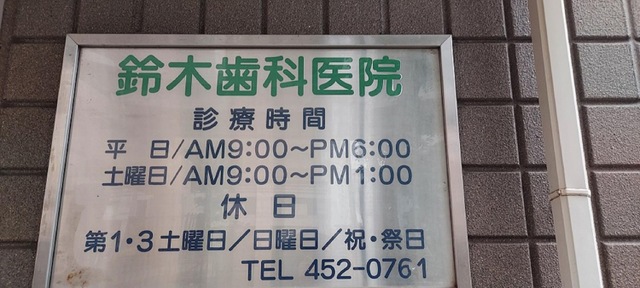 鈴木歯科医院
診療時間
平 日/AM9:00～PM6:00
土曜日/AM9:00～PM1:00
休日
第1・3土曜日/日曜日/祝・祭日
TEL 452-0761